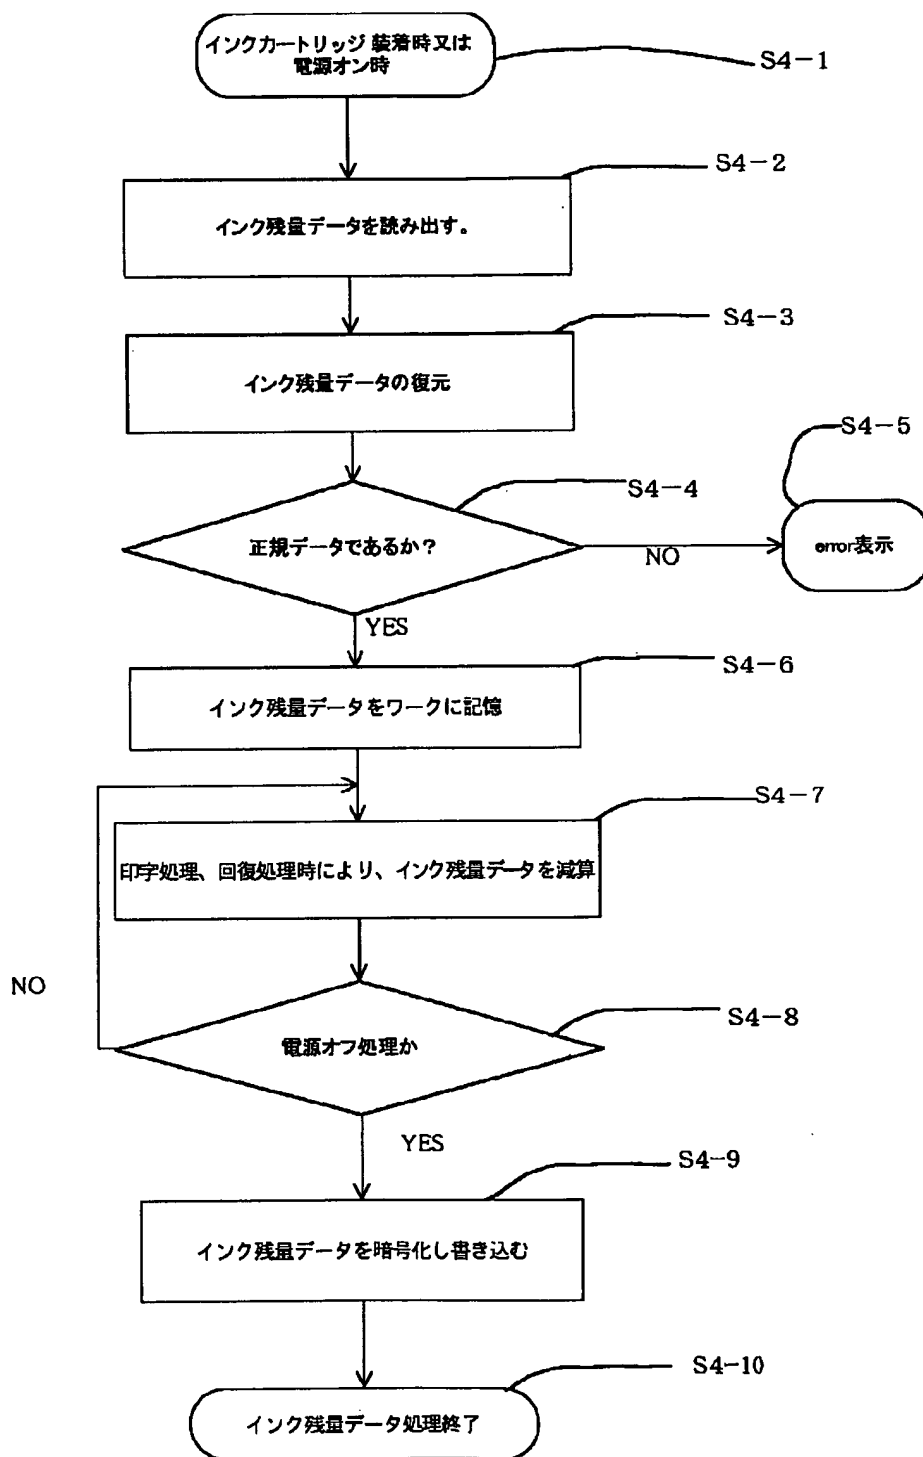 インクカートリッジ 装着時又は
電源オン時
S4-1
S4-2
インク残量データを読み出す。
S4-3
インク残量データの復元
S4-5
S4-4
正規データであるか?
error表示
NO
YES
S4-6
インク残量データをワークに記憶
S4-7
印字処理、回復処理時により、インク残量データを減算
NO
S4-8
電源オフ処理か
YES
S4-9
インク残量データを暗号化し書き込む
S4-10
インク残量データ処理終了